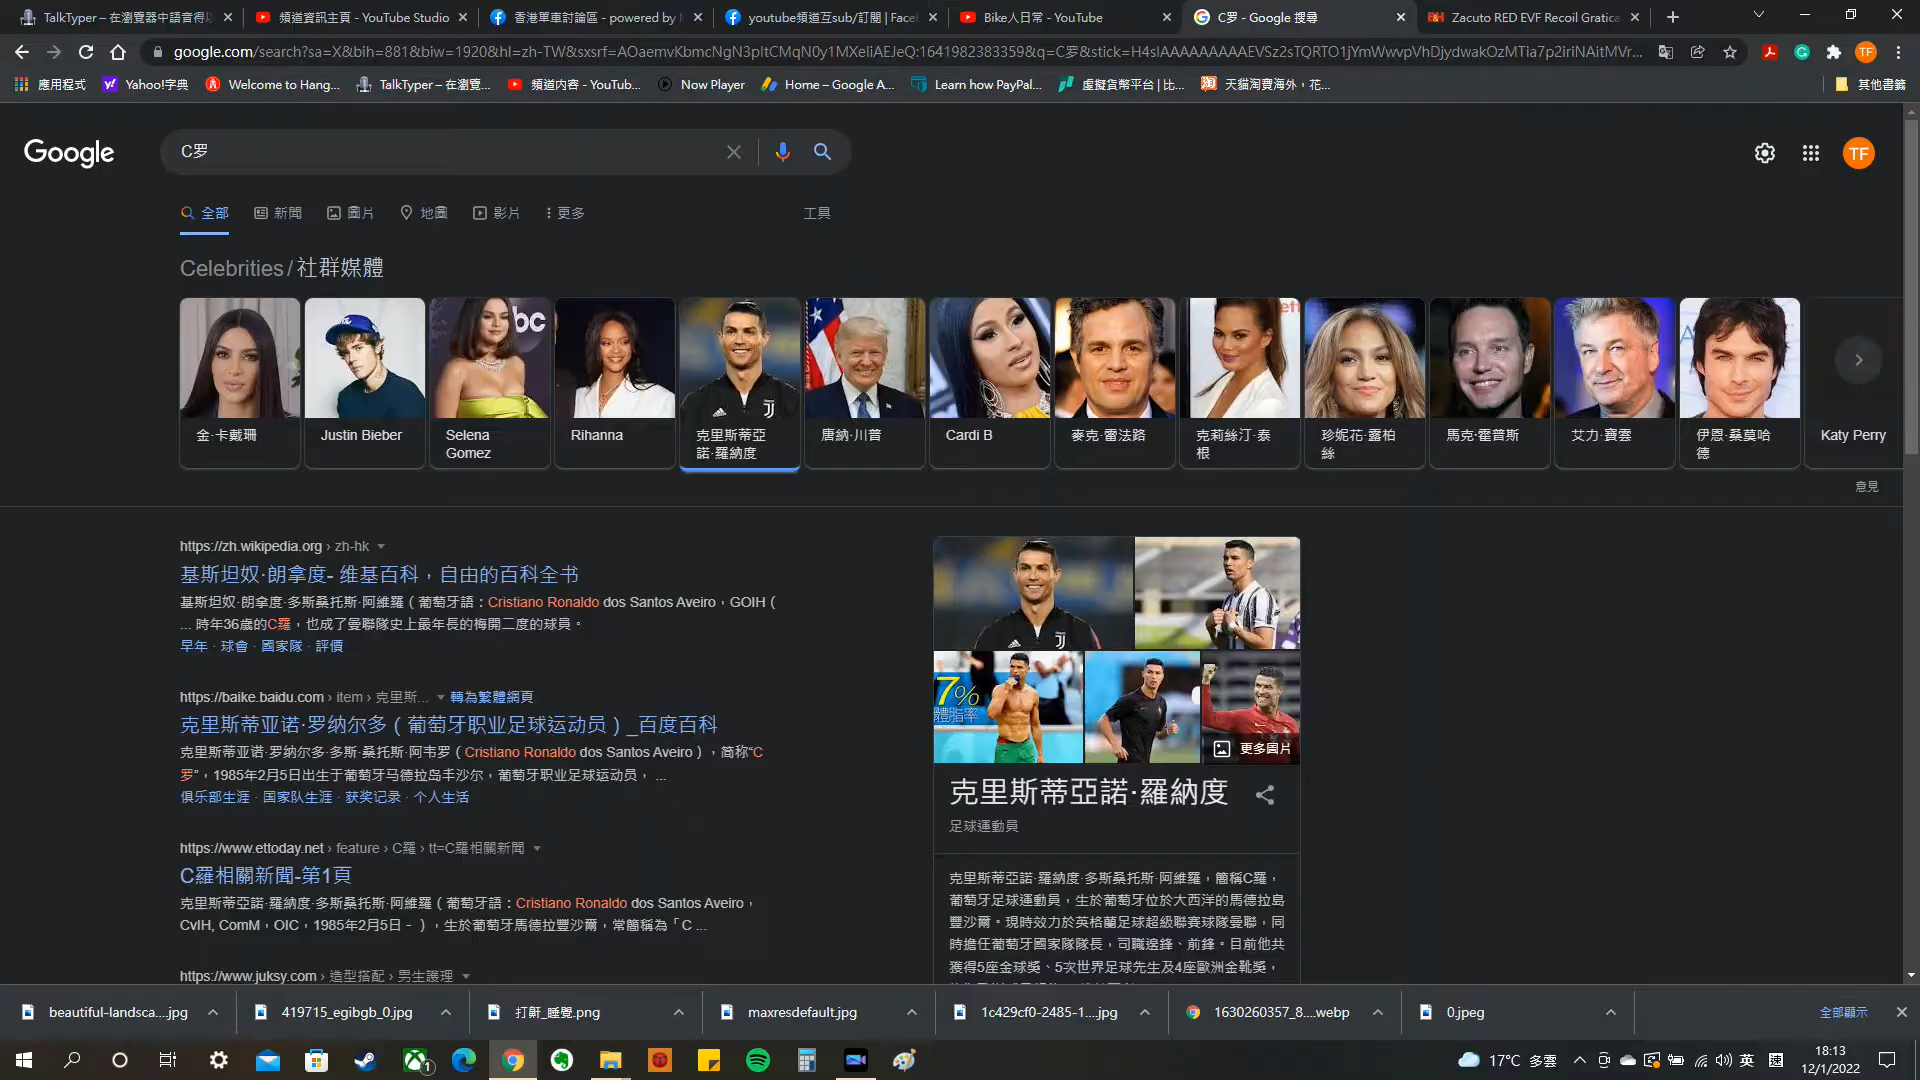 TalkTyper – 在瀏覽器中語音得以
頻道資訊主頁 - YouTube Studio
香港單車討論區 - powered by
youtube頻道互sub/訂閱 | Fac
Bike人日常 - YouTube
C罗 - Google 搜尋
Zacuto RED EVF Recoil Gratica
google.com/search?sa=X&bih=881&biw=1920&hl=zh-TW&sxsrf=AOaemvKbmcNgN3pItCMqN0y1MXeliAEJeQ:1641982383359&q=C罗&stick=H4sIAAAAAAAAAEVSz2sTQRTO1jYmWwvpVhDjydwakOzMTia7p2iriNAitMVr...
應用程式
Yahoo!字典
Welcome to Hang...
TalkTyper – 在瀏覽...
頻道內容 - YouTub...
Now Player
Home – Google A...
Learn how PayPal...
虛擬貨幣平台 | 比...
天貓淘寶海外，花...
其他書籤
Google
C罗
TF
全部
新聞
圖片
地圖
影片
更多
工具
Celebrities / 社群媒體
金·卡戴珊
Justin Bieber
Selena Gomez
Rihanna
克里斯蒂亞諾·羅納度
唐納·川普
Cardi B
麥克·雷法路
克莉絲汀·泰根
珍妮花·露柏絲
馬克·霍普斯
艾力·寶雲
伊恩·桑莫哈德
Katy Perry
意見
https://zh.wikipedia.org › zh-hk
基斯坦奴·朗拿度- 维基百科，自由的百科全书
基斯坦奴·朗拿度·多斯桑托斯·阿維羅（葡萄牙語：Cristiano Ronaldo dos Santos Aveiro，GOIH（
... 時年36歲的C羅，也成了曼聯隊史上最年長的梅開二度的球員。
早年 · 球會 · 國家隊 · 評價
https://baike.baidu.com › item › 克里斯... 轉為繁體網頁
克里斯蒂亚诺·罗纳尔多（葡萄牙职业足球运动员）_百度百科
克里斯蒂亚诺·罗纳尔多·多斯·桑托斯·阿韦罗（Cristiano Ronaldo dos Santos Aveiro），简称“C
罗”，1985年2月5日出生于葡萄牙马德拉岛丰沙尔，葡萄牙职业足球运动员， ...
俱乐部生涯 · 国家队生涯 · 获奖记录 · 个人生活
https://www.ettoday.net › feature › C羅 › tt=C羅相關新聞
C羅相關新聞-第1頁
克里斯蒂亞諾·羅納度·多斯桑托斯·阿維羅（葡萄牙語：Cristiano Ronaldo dos Santos Aveiro，
CvIH, ComM，OIC，1985年2月5日－），生於葡萄牙馬德拉豐沙爾，常簡稱為「C ...
https://www.juksy.com › 造型搭配 › 男生護理
7%
體脂率
更多圖片
克里斯蒂亞諾·羅納度
足球運動員
克里斯蒂亞諾·羅納度·多斯桑托斯·阿維羅，簡稱C羅，
葡萄牙足球運動員，生於葡萄牙位於大西洋的馬德拉島
豐沙爾。現時效力於英格蘭足球超級聯賽球隊曼聯，同
時擔任葡萄牙國家隊隊長，司職邊鋒、前鋒。目前他共
獲得5座金球獎、5次世界足球先生及4座歐洲金靴獎，
beautiful-landsca....jpg
419715_egibgb_0.jpg
打鼾_睡覺.png
maxresdefault.jpg
1c429cf0-2485-1....jpg
1630260357_8....webp
0.jpeg
全部顯示
17°C 多雲
英
速
18:13
12/1/2022